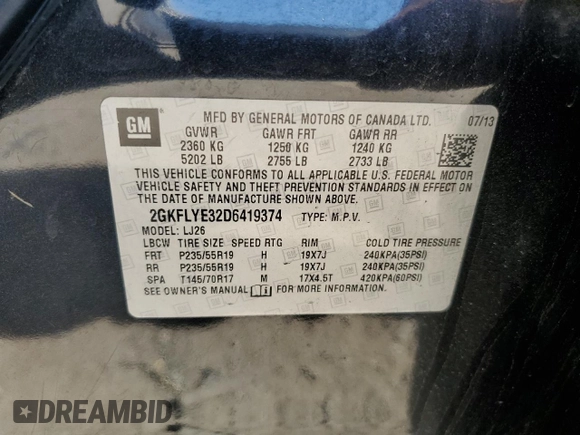 GM
MFD BY GENERAL MOTORS OF CANADA LTD. 07/13
GVWR GAWR FRT GAWR RR
2360 KG 1250 KG 1240 KG
5202 LB 2755 LB 2733 LB
THIS VEHICLE CONFORMS TO ALL APPLICABLE U.S. FEDERAL MOTOR
VEHICLE SAFETY AND THEFT PREVENTION STANDARDS IN EFFECT ON
THE DATE OF MANUFACTURE SHOWN ABOVE.
2GKFLYE32D6419374 TYPE: M.P.V.
MODEL: LJ26
LBCW TIRE SIZE SPEED RTG RIM COLD TIRE PRESSURE
FRT P235/55R19 H 19X7J 240KPA(35PSI)
RR P235/55R19 H 19X7J 240KPA(35PSI)
SPA T145/70R17 M 17X4.5T 420KPA(60PSI)
SEE OWNER'S MANUAL FOR MORE INFORMATION.
DREAMBID